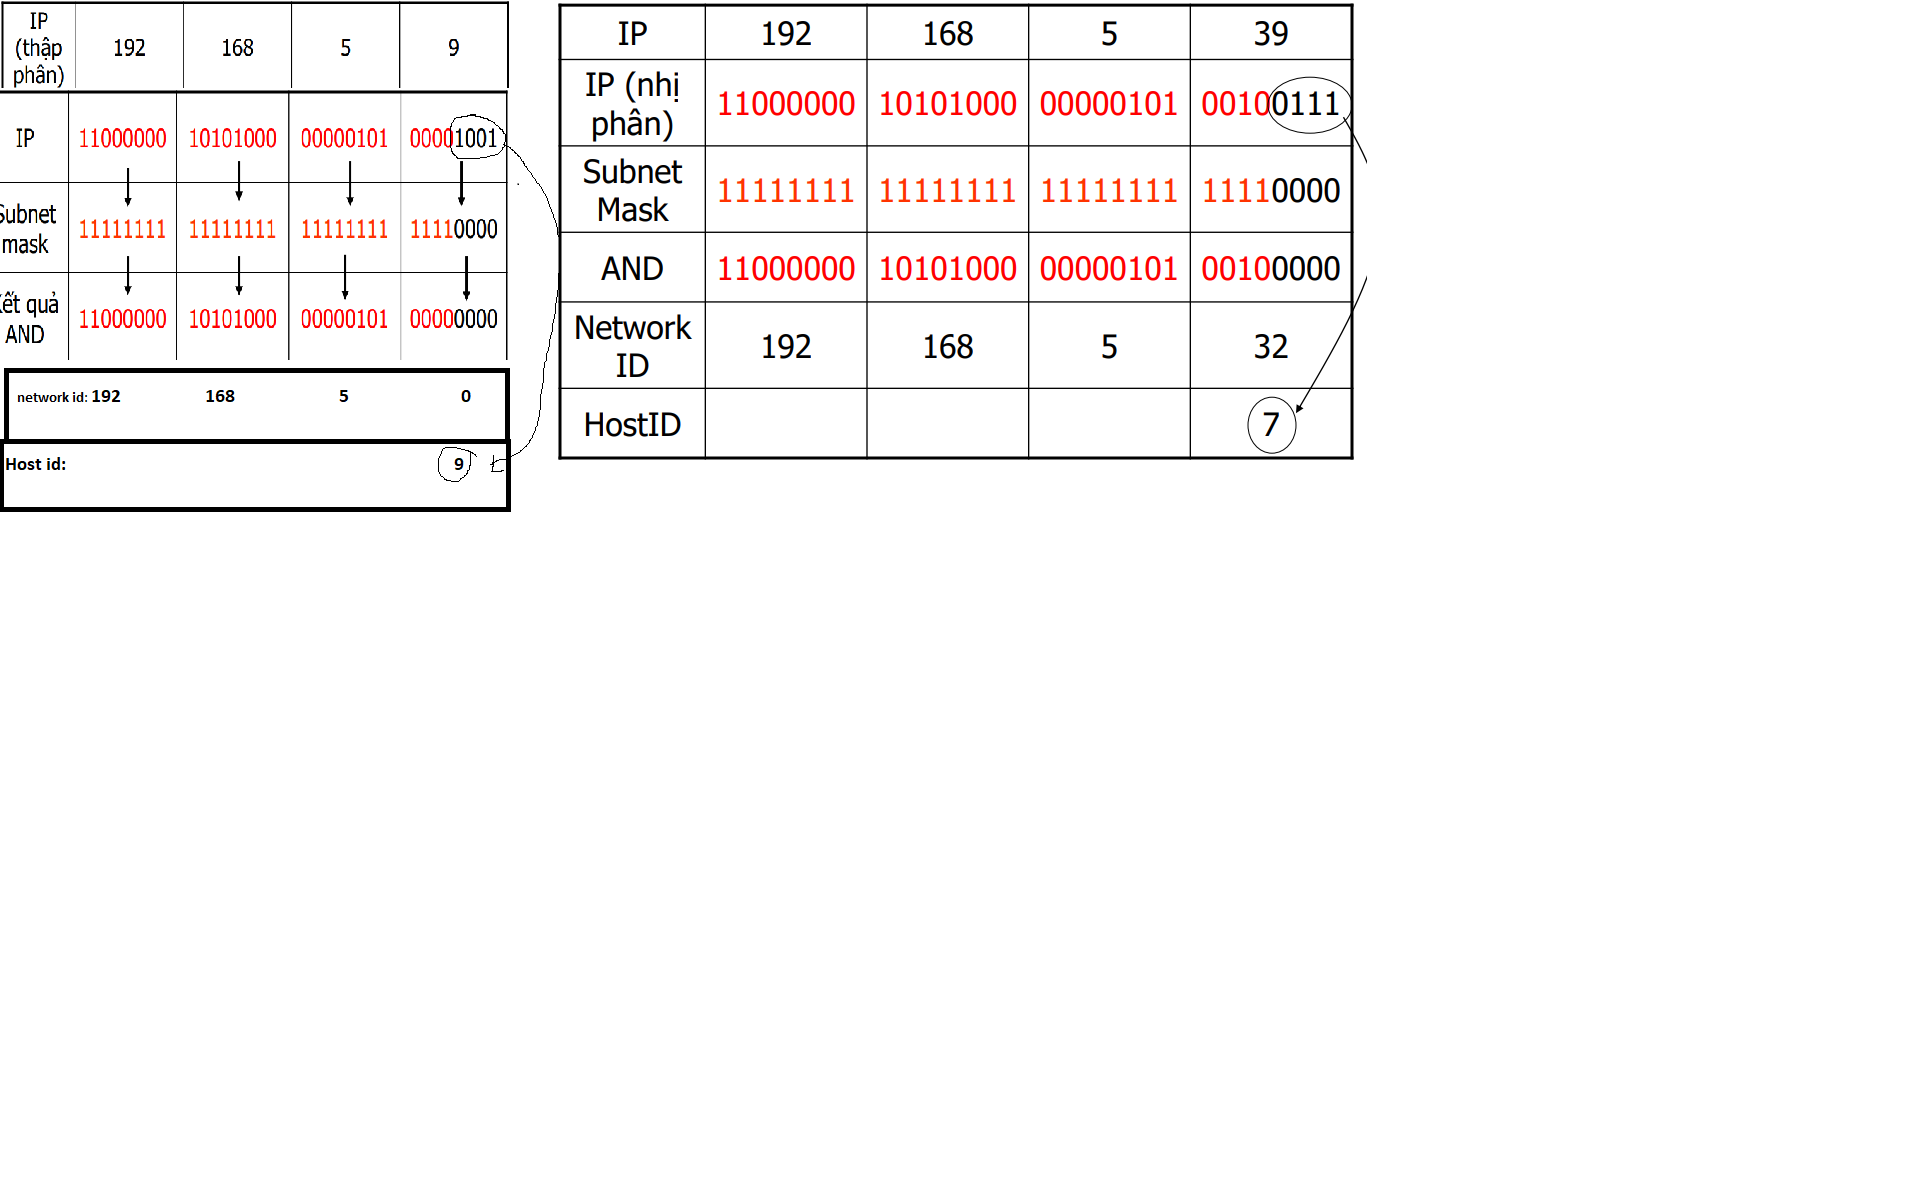 IP
(thập
phân)
192 168 5 9
IP 11000000 10101000 00000101 00001001
Subnet
mask
11111111 11111111 11111111 11110000
Kết quả
AND
11000000 10101000 00000101 00000000
network id: 192 168 5 0
Host id: 9
IP 192 168 5 39
IP (nhị
phân)
11000000 10101000 00000101 00100111
Subnet
Mask
11111111 11111111 11111111 11110000
AND 11000000 10101000 00000101 00100000
Network
ID
192 168 5 32
HostID 7